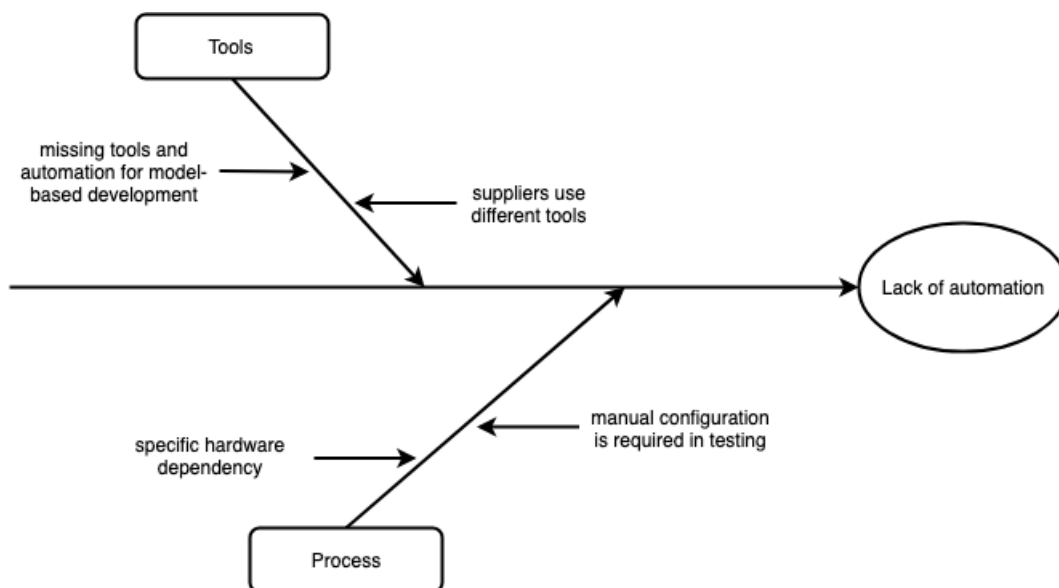 Tools
missing tools and
automation for model-
based development
suppliers use
different tools
Lack of automation
manual configuration
is required in testing
specific hardware
dependency
Process